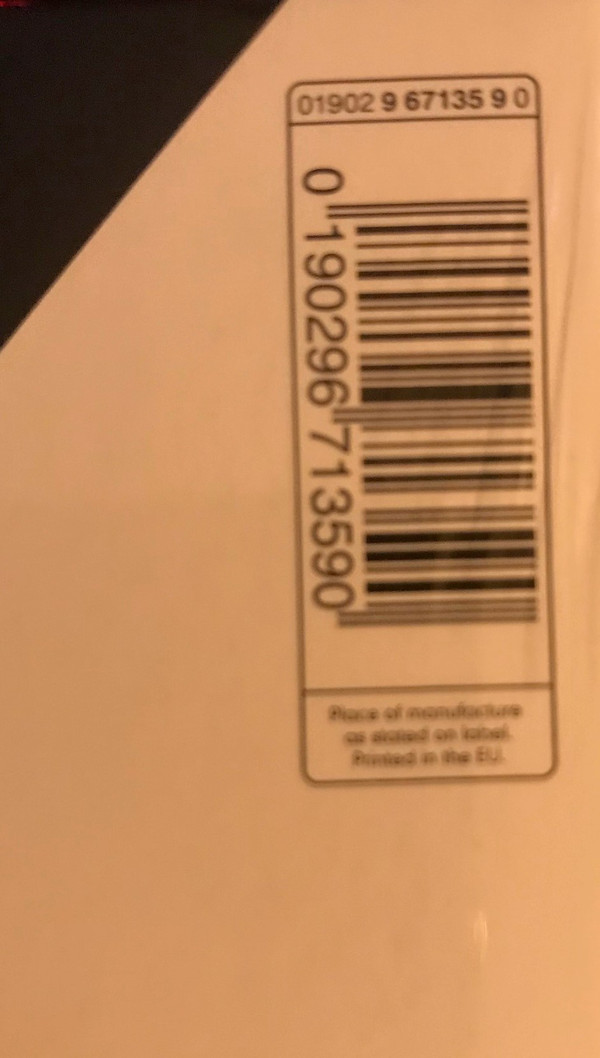 01902 9 67135 9 0
0 190296 713590
Place of manufacture
as stated on label.
Printed in the EU.